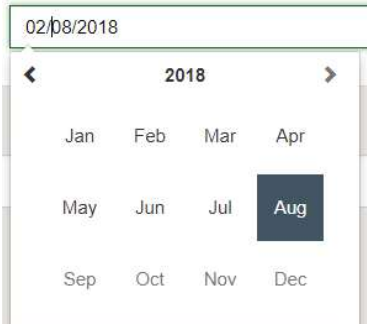 02/08/2018
2018
Jan Feb Mar Apr
May Jun Jul Aug
Sep Oct Nov Dec